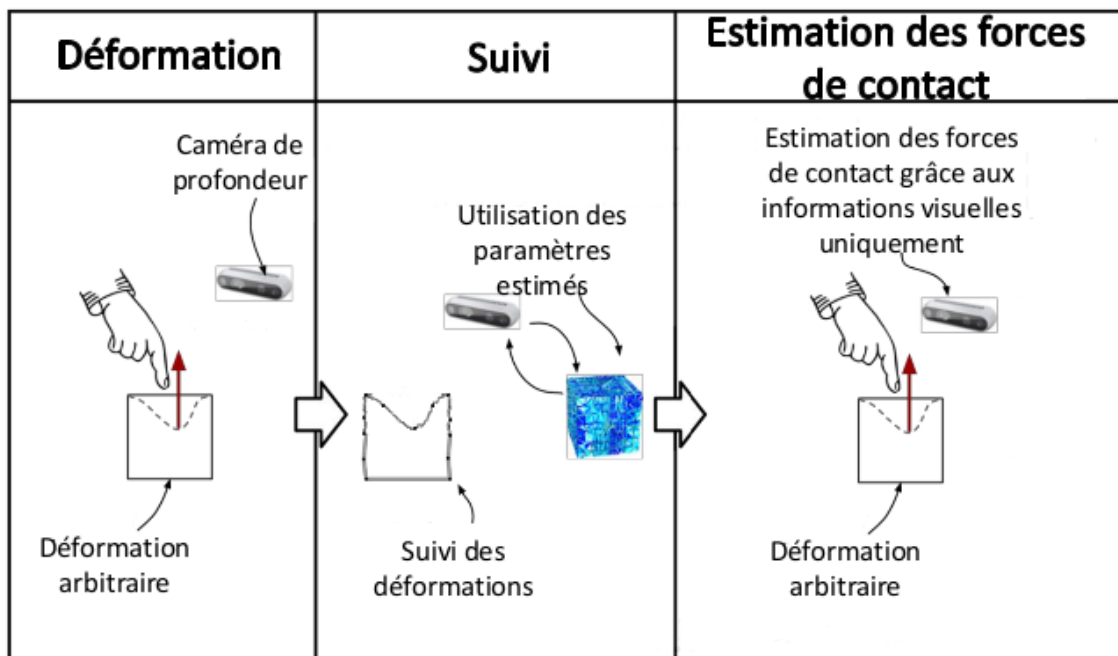 Déformation
Suivi
Estimation des forces
de contact
Caméra de
profondeur
Déformation
arbitraire
Utilisation des
paramètres
estimés
Suivi des
déformations
Estimation des forces
de contact grâce aux
informations visuelles
uniquement
Déformation
arbitraire